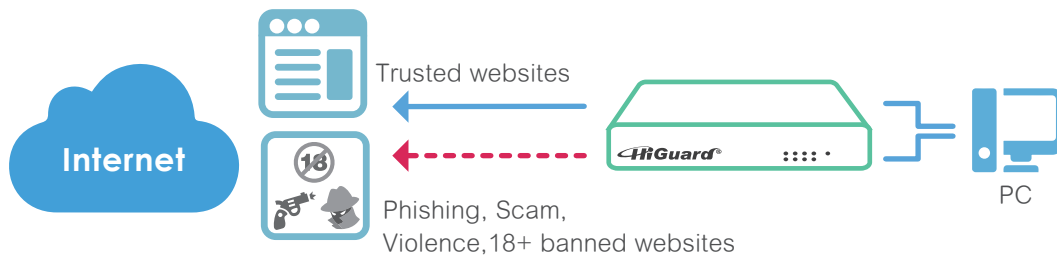 Internet
Trusted websites
18
Phishing, Scam,
Violence,18+ banned websites
HiGuard®
PC